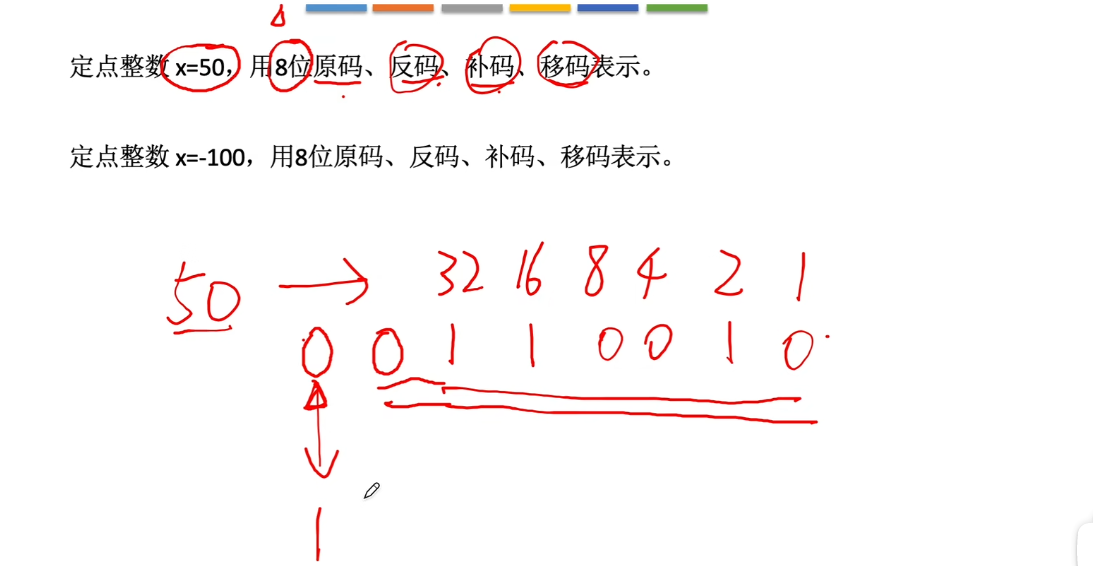 定点整数 x=50，用8位原码、反码、补码、移码表示。
定点整数 x=-100，用8位原码、反码、补码、移码表示。
50 → 32 16 8 4 2 1
0 0 1 1 0 0 1 0
1